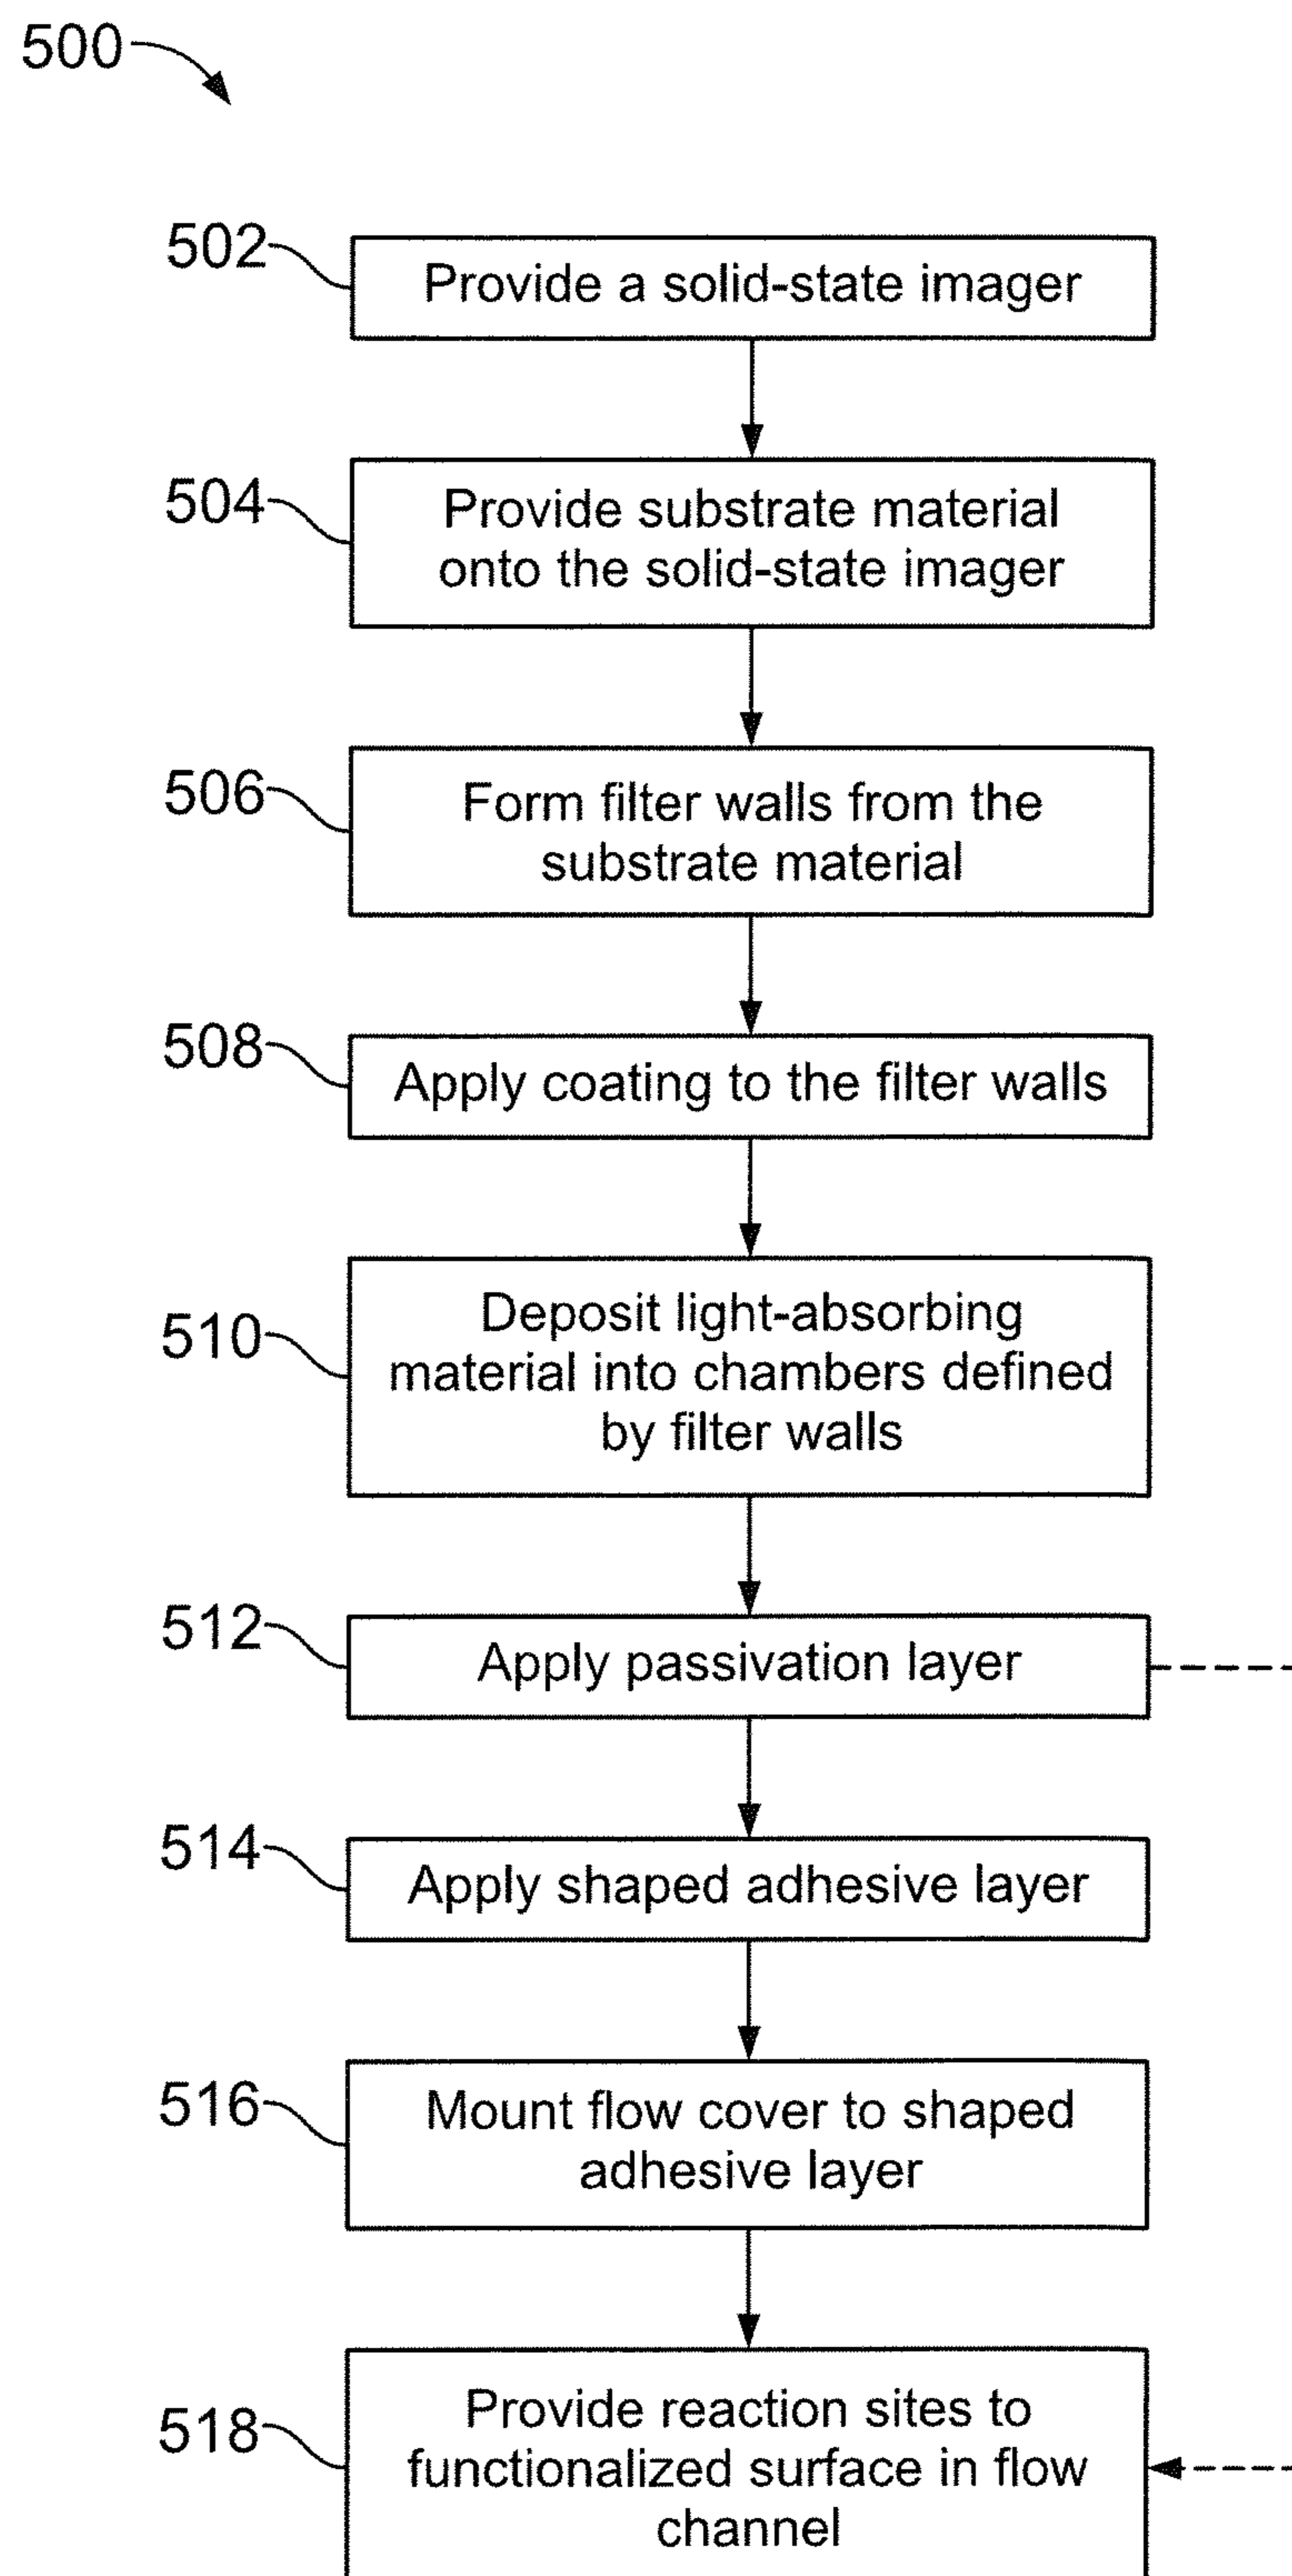 500
502
Provide a solid-state imager
504
Provide substrate material
onto the solid-state imager
506
Form filter walls from the
substrate material
508
Apply coating to the filter walls
510
Deposit light-absorbing
material into chambers defined
by filter walls
512
Apply passivation layer
514
Apply shaped adhesive layer
516
Mount flow cover to shaped
adhesive layer
518
Provide reaction sites to
functionalized surface in flow
channel